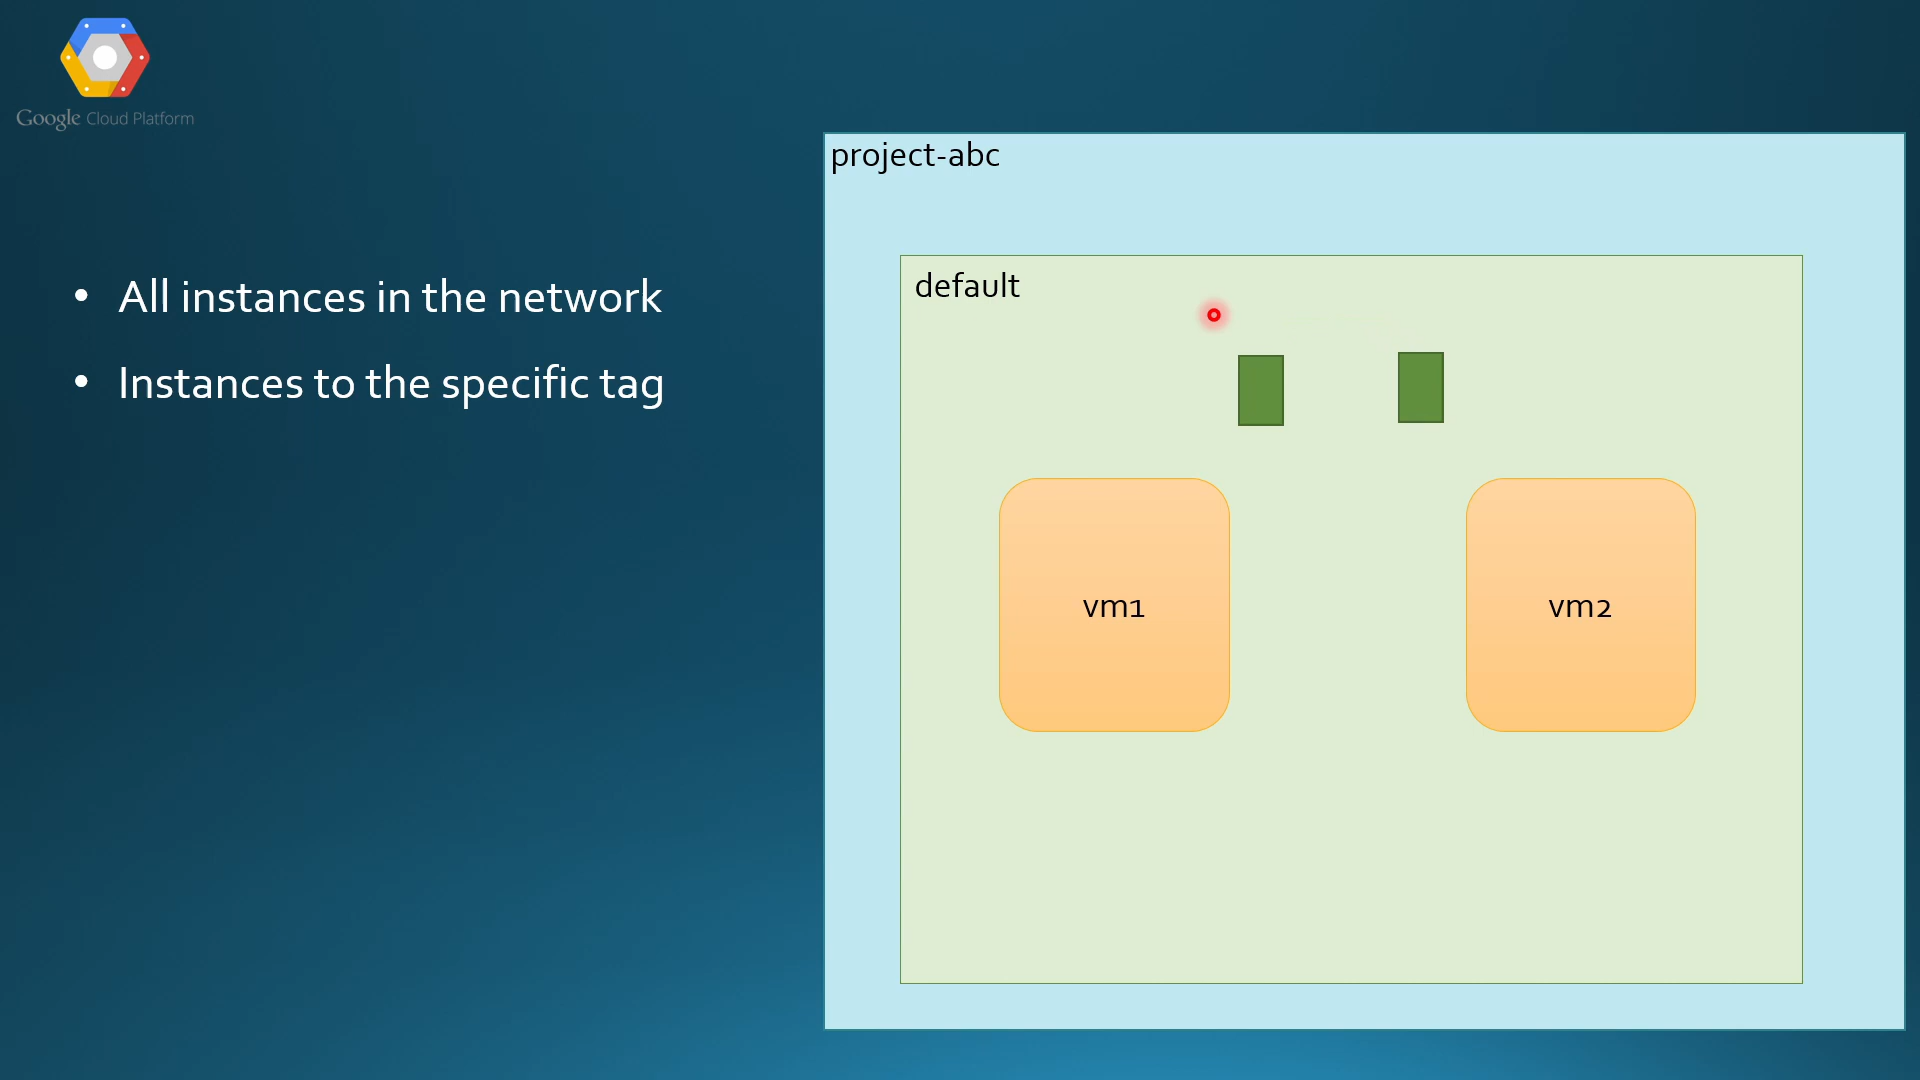 Google Cloud Platform
project-abc
default
• All instances in the network
• Instances to the specific tag
vm1
vm2